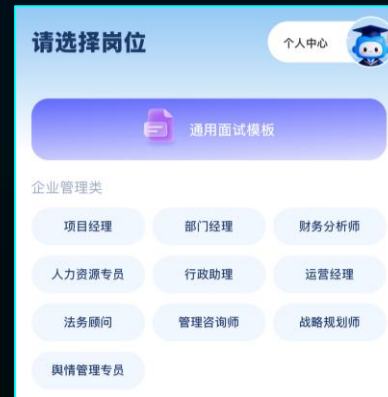 请选择岗位
个人中心
通用面试模板
企业管理类
项目经理 部门经理 财务分析师
人力资源专员 行政助理 运营经理
法务顾问 管理咨询师 战略规划师
舆情管理专员